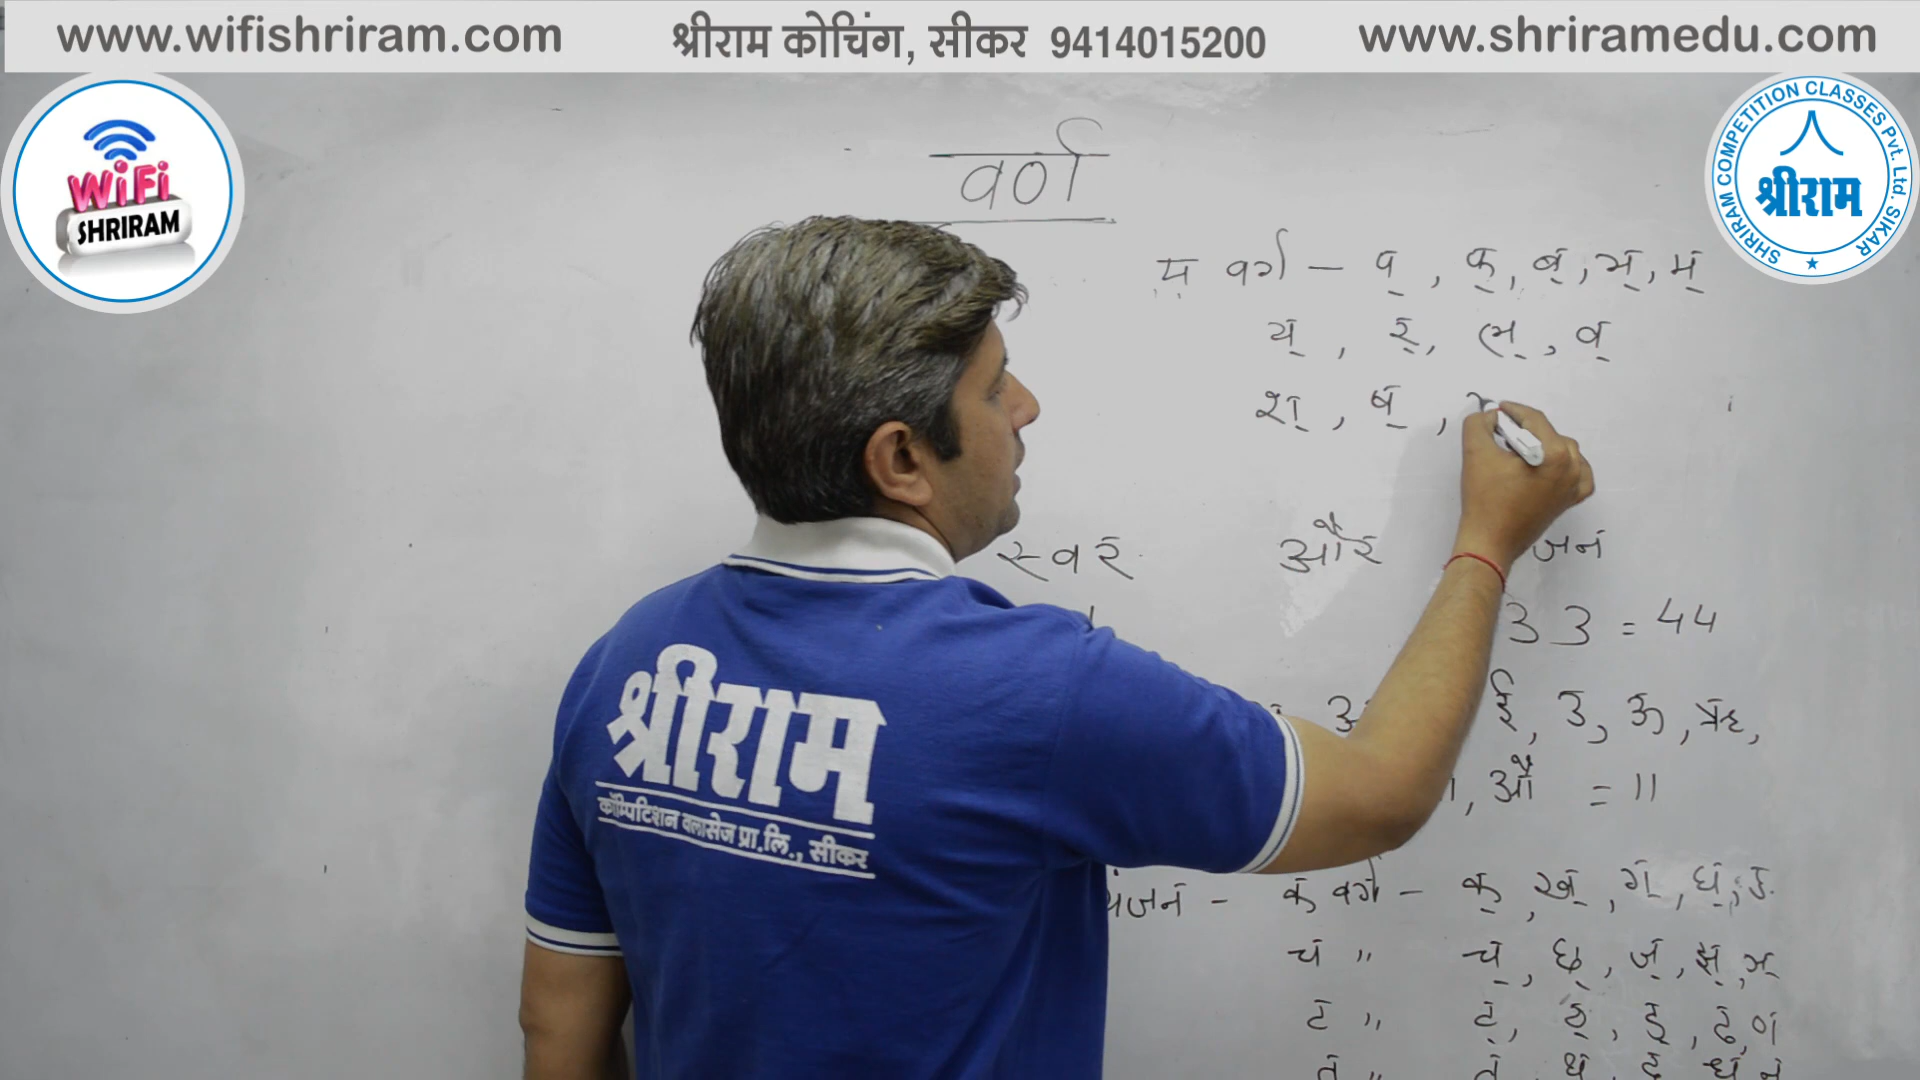 www.wifishriram.com
श्रीराम कोचिंग, सीकर 9414015200
www.shriramedu.com
WiFi
SHRIRAM
SHRIRAM COMPETITION CLASSES Pvt. Ltd. SIKAR
श्रीराम
वर्ण
प वर्ग – प् , फ्, ब्, भ्, म्
य् , र्, ल् , व्
श् , ष् ,
स्वर और
33 = 44
ई, उ, ऊ, ऋ,
, औ = 11
क वर्ग – क् , ख् , ग् , घ्, ङ
च " च् , छ् , ज् , झ् , ञ्
ट " ट्, ठ् , ड् , ढ्, ण
त "
श्रीराम
कॉम्पिटिशन क्लासेज प्रा.लि., सीकर